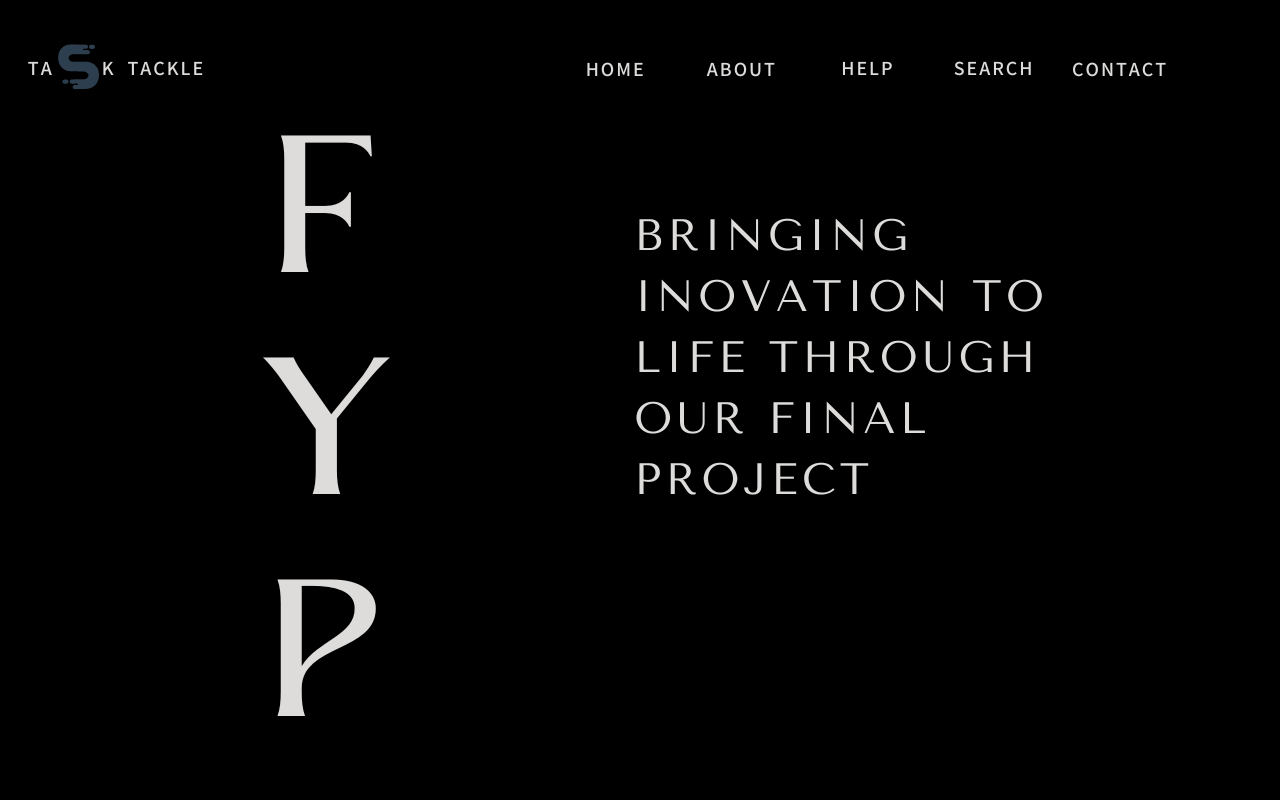 TASK TACKLE
HOME ABOUT HELP SEARCH CONTACT
F
Y
P
BRINGING
INOVATION TO
LIFE THROUGH
OUR FINAL
PROJECT